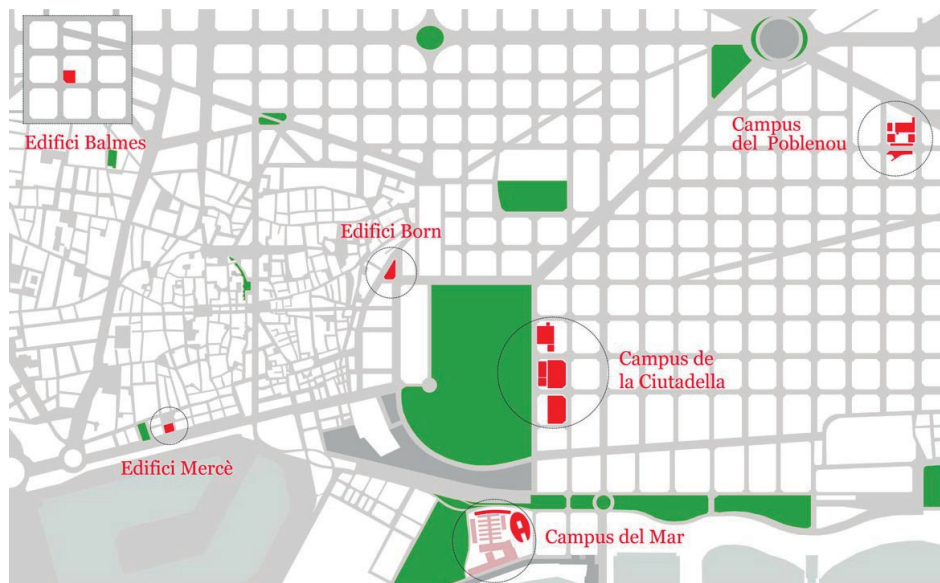 Edifici Balmes
Campus
del Poblenou
Edifici Born
Campus de
la Ciutadella
Edifici Mercè
Campus del Mar